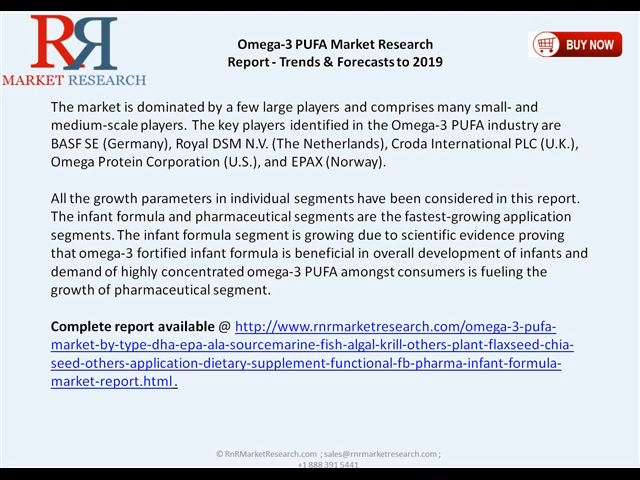 RR
MARKET RESEARCH
Omega-3 PUFA Market Research
Report - Trends & Forecasts to 2019
BUY NOW
The market is dominated by a few large players and comprises many small- and
medium-scale players. The key players identified in the Omega-3 PUFA industry are
BASF SE (Germany), Royal DSM N.V. (The Netherlands), Croda International PLC (U.K.),
Omega Protein Corporation (U.S.), and EPAX (Norway).
All the growth parameters in individual segments have been considered in this report.
The infant formula and pharmaceutical segments are the fastest-growing application
segments. The infant formula segment is growing due to scientific evidence proving
that omega-3 fortified infant formula is beneficial in overall development of infants and
demand of highly concentrated omega-3 PUFA amongst consumers is fueling the
growth of pharmaceutical segment.
Complete report available @ http://www.rnrmarketresearch.com/omega-3-pufa-
market-by-type-dha-epa-ala-sourcemarine-fish-algal-krill-others-plant-flaxseed-chia-
seed-others-application-dietary-supplement-functional-fb-pharma-infant-formula-
market-report.html .
© RnRMarketResearch.com ; sales@rnrmarketresearch.com ;
+1 888 391 5441